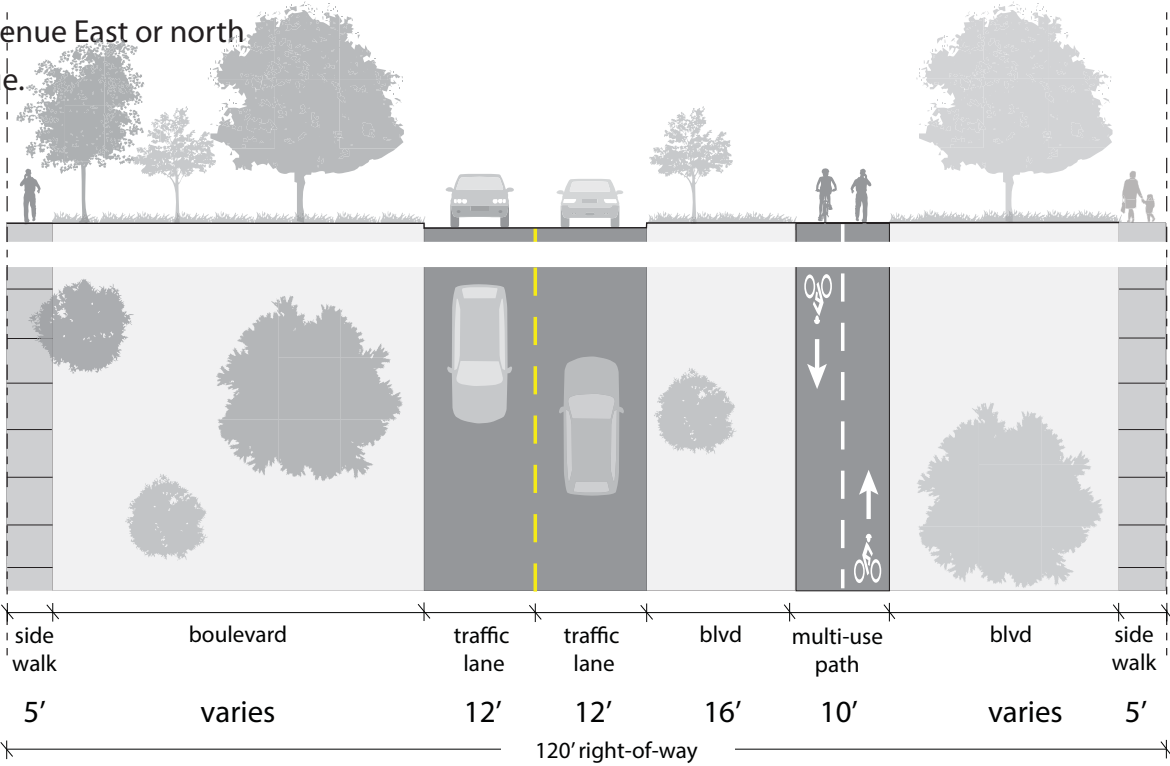 enue East or north
e.
side walk
boulevard
traffic lane
traffic lane
blvd
multi-use path
blvd
side walk
5’
varies
12’
12’
16’
10’
varies
5’
120’ right-of-way